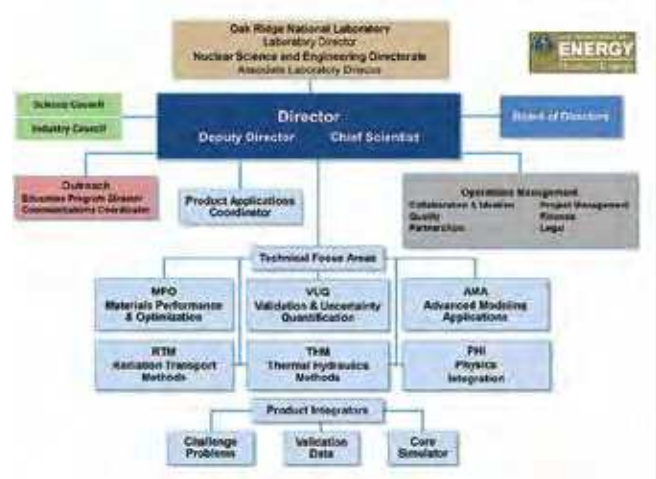 Oak Ridge National Laboratory
Laboratory Director
Nuclear Science and Engineering Directorate
Associate Laboratory Director
ENERGY
Science Council
Industry Council
Director
Deputy Director Chief Scientist
Board of Directors
Outreach
Education Program Director
Communications Coordinator
Product Applications
Coordinator
Operations Management
Collaboration & Ideation Project Management
Quality Finance
Partnerships Legal
Technical Focus Areas
MPO
Materials Performance
& Optimization
VUQ
Validation & Uncertainty
Quantification
AMA
Advanced Modeling
Applications
RTM
Radiation Transport
Methods
THM
Thermal Hydraulics
Methods
PHI
Physics
Integration
Product Integrators
Challenge
Problems
Validation
Data
Core
Simulator